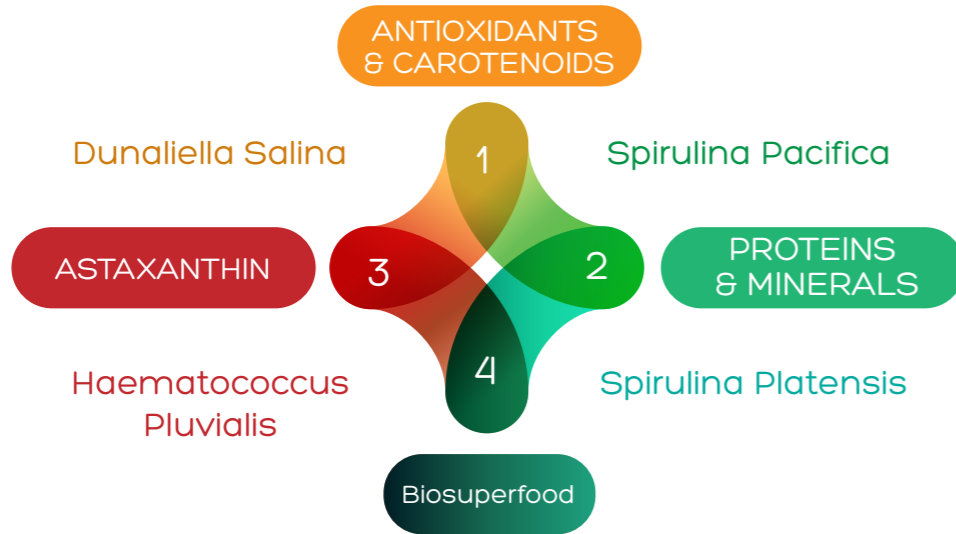 ANTIOXIDANTS
& CAROTENOIDS
Dunaliella Salina
1
Spirulina Pacifica
ASTAXANTHIN
3
2
PROTEINS
& MINERALS
4
Haematococcus
Pluvialis
Spirulina Platensis
Biosuperfood